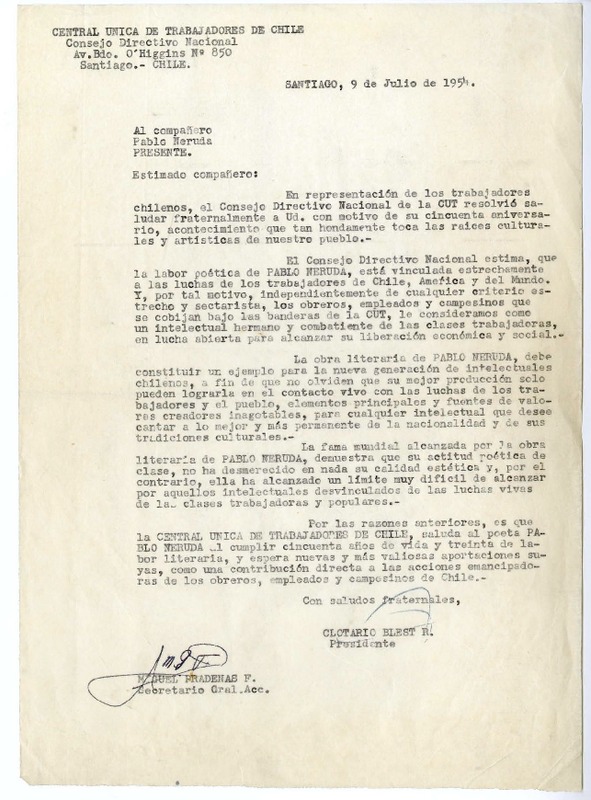 CENTRAL UNICA DE TRABAJADORES DE CHILE
Consejo Directivo Nacional
Av.Bdo. O'Higgins Nº 850
Santiago.- CHILE.
SANTIAGO, 9 de Julio de 1954.
Al compañero
Pablo Neruda
PRESENTE.
Estimado compañero:
En representación de los trabajadores
chilenos, el Consejo Directivo Nacional de la CUT resolvió sa-
ludar fraternalmente a Ud. con motivo de su cincuenta aniversa-
rio, acontecimiento que tan hondamente toca las raices cultura-
les y artisticas de nuestro pueblo.-
El Consejo Directivo Nacional estima, que
la labor poética de PABLO NERUDA, está vinculada estrechamente
a las luchas de los trabajadores de Chile, America y del Mundo.
Y, por tal motivo, independientemente de cualquier criterio es-
trecho y sectarista, los obreros, empleados y campesinos que
se cobijan bajo las banderas de la CUT, le consideramos como
un intelectual hermano y combatiente de las clases trabajadoras,
en lucha abierta para alcanzar su liberación económica y social.-
La obra literaria de PABLO NERUDA, debe
constituir un ejemplo para la nueva generación de intelectuales
chilenos, a fin de que no olviden que su mejor producción solo
pueden lograrla en el contacto vivo con las luchas de los tra-
bajadores y el pueblo, elementos principales y fuentes de valo-
res creadores inagotables, para cualquier intelectual que desee
cantar a lo mejor y más permanente de la nacionalidad y de sus
tradiciones culturales.-
La fama mundial alcanzada por la obra
literaria de PABLO NERUDA, demuestra que su actitud poética de
clase, no ha desmerecido en nada su calidad estética y, por el
contrario, ella ha alcanzado un límite muy dificil de alcanzar
por aquellos intelectuales desvinculados de las luchas vivas
de las clases trabajadoras y populares.-
Por las razones anteriores, es que
la CENTRAL UNICA DE TRABAJADORES DE CHILE, saluda al poeta PA-
BLO NERUDA al cumplir cincuenta años de vida y treinta de la-
bor literaria, y espera nuevas y más valiosas aportaciones su-
yas, como una contribución directa a las acciones emancipado-
ras de los obreros, empleados y campesinos de Chile.-
Con saludos fraternales,
CLOTARIO BLEST R.
Presidente
MIGUEL PRADENAS F.
Secretario Gral.Acc.